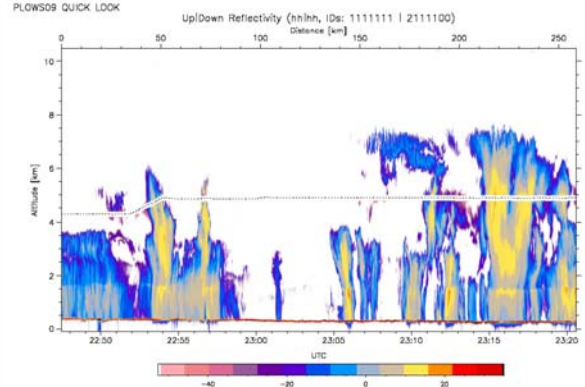 PLOWS09 QUICK LOOK
Up|Down Reflectivity (hh|hh, IDs: 1111111 | 2111100)
Distance [km]
0 50 100 150 200 250
10
8
6
4
2
0
Altitude [km]
22:50 22:55 23:00 23:05 23:10 23:15 23:20
UTC
-40 -20 0 20